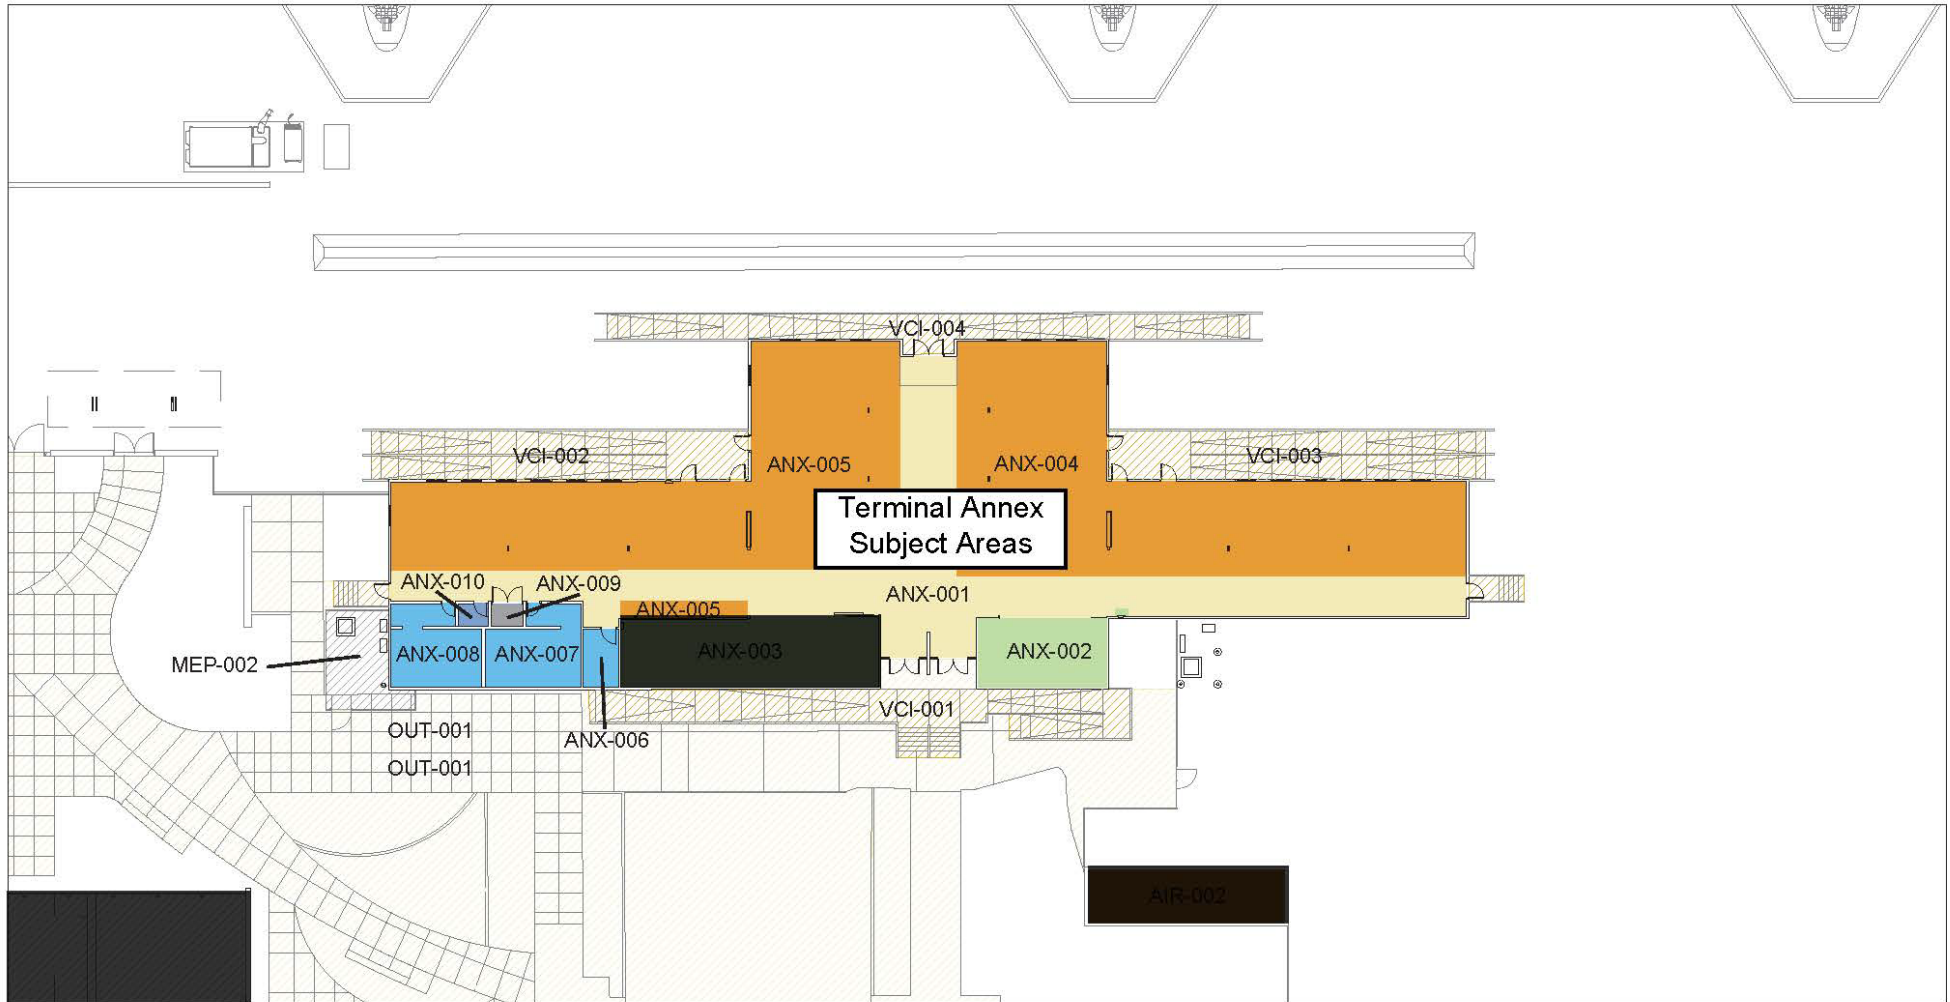 VCI-004
VCI-002
ANX-005
ANX-004
VCI-003
Terminal Annex
Subject Areas
ANX-010
ANX-009
ANX-001
ANX-005
MEP-002
ANX-008
ANX-007
ANX-003
ANX-002
VCI-001
OUT-001
ANX-006
OUT-001
AIR-002